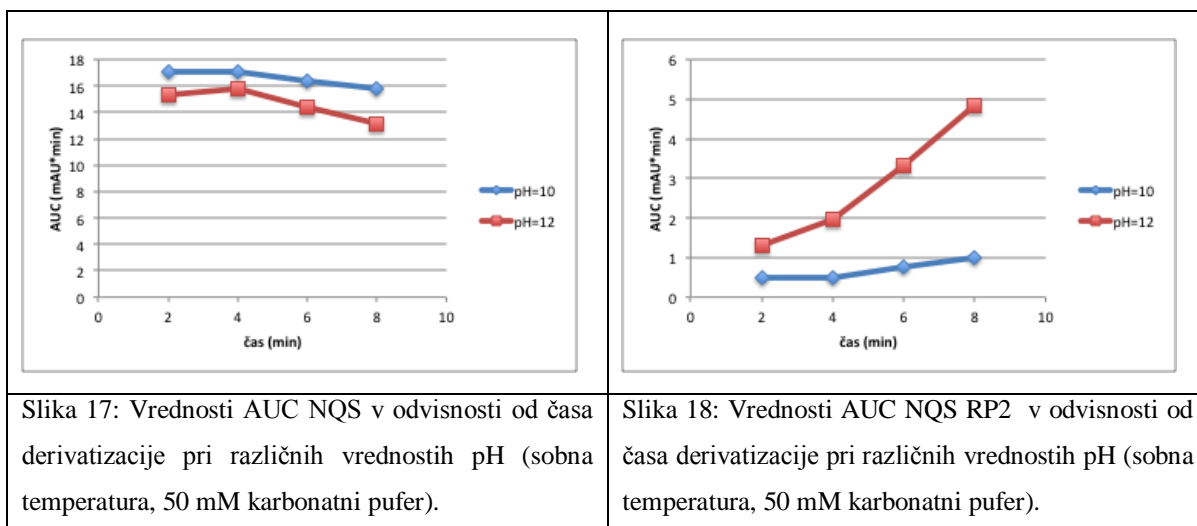 18
16
14
12
10
8
6
4
2
0
AUC (mAU*min)
0 2 4 6 8 10
čas (min)
pH=10
pH=12
6
5
4
3
2
1
0
AUC (mAU*min)
0 2 4 6 8 10
čas (min)
pH=10
pH=12
Slika 17: Vrednosti AUC NQS v odvisnosti od časa
derivatizacije pri različnih vrednostih pH (sobna
temperatura, 50 mM karbonatni pufer).
Slika 18: Vrednosti AUC NQS RP2 v odvisnosti od
časa derivatizacije pri različnih vrednostih pH (sobna
temperatura, 50 mM karbonatni pufer).